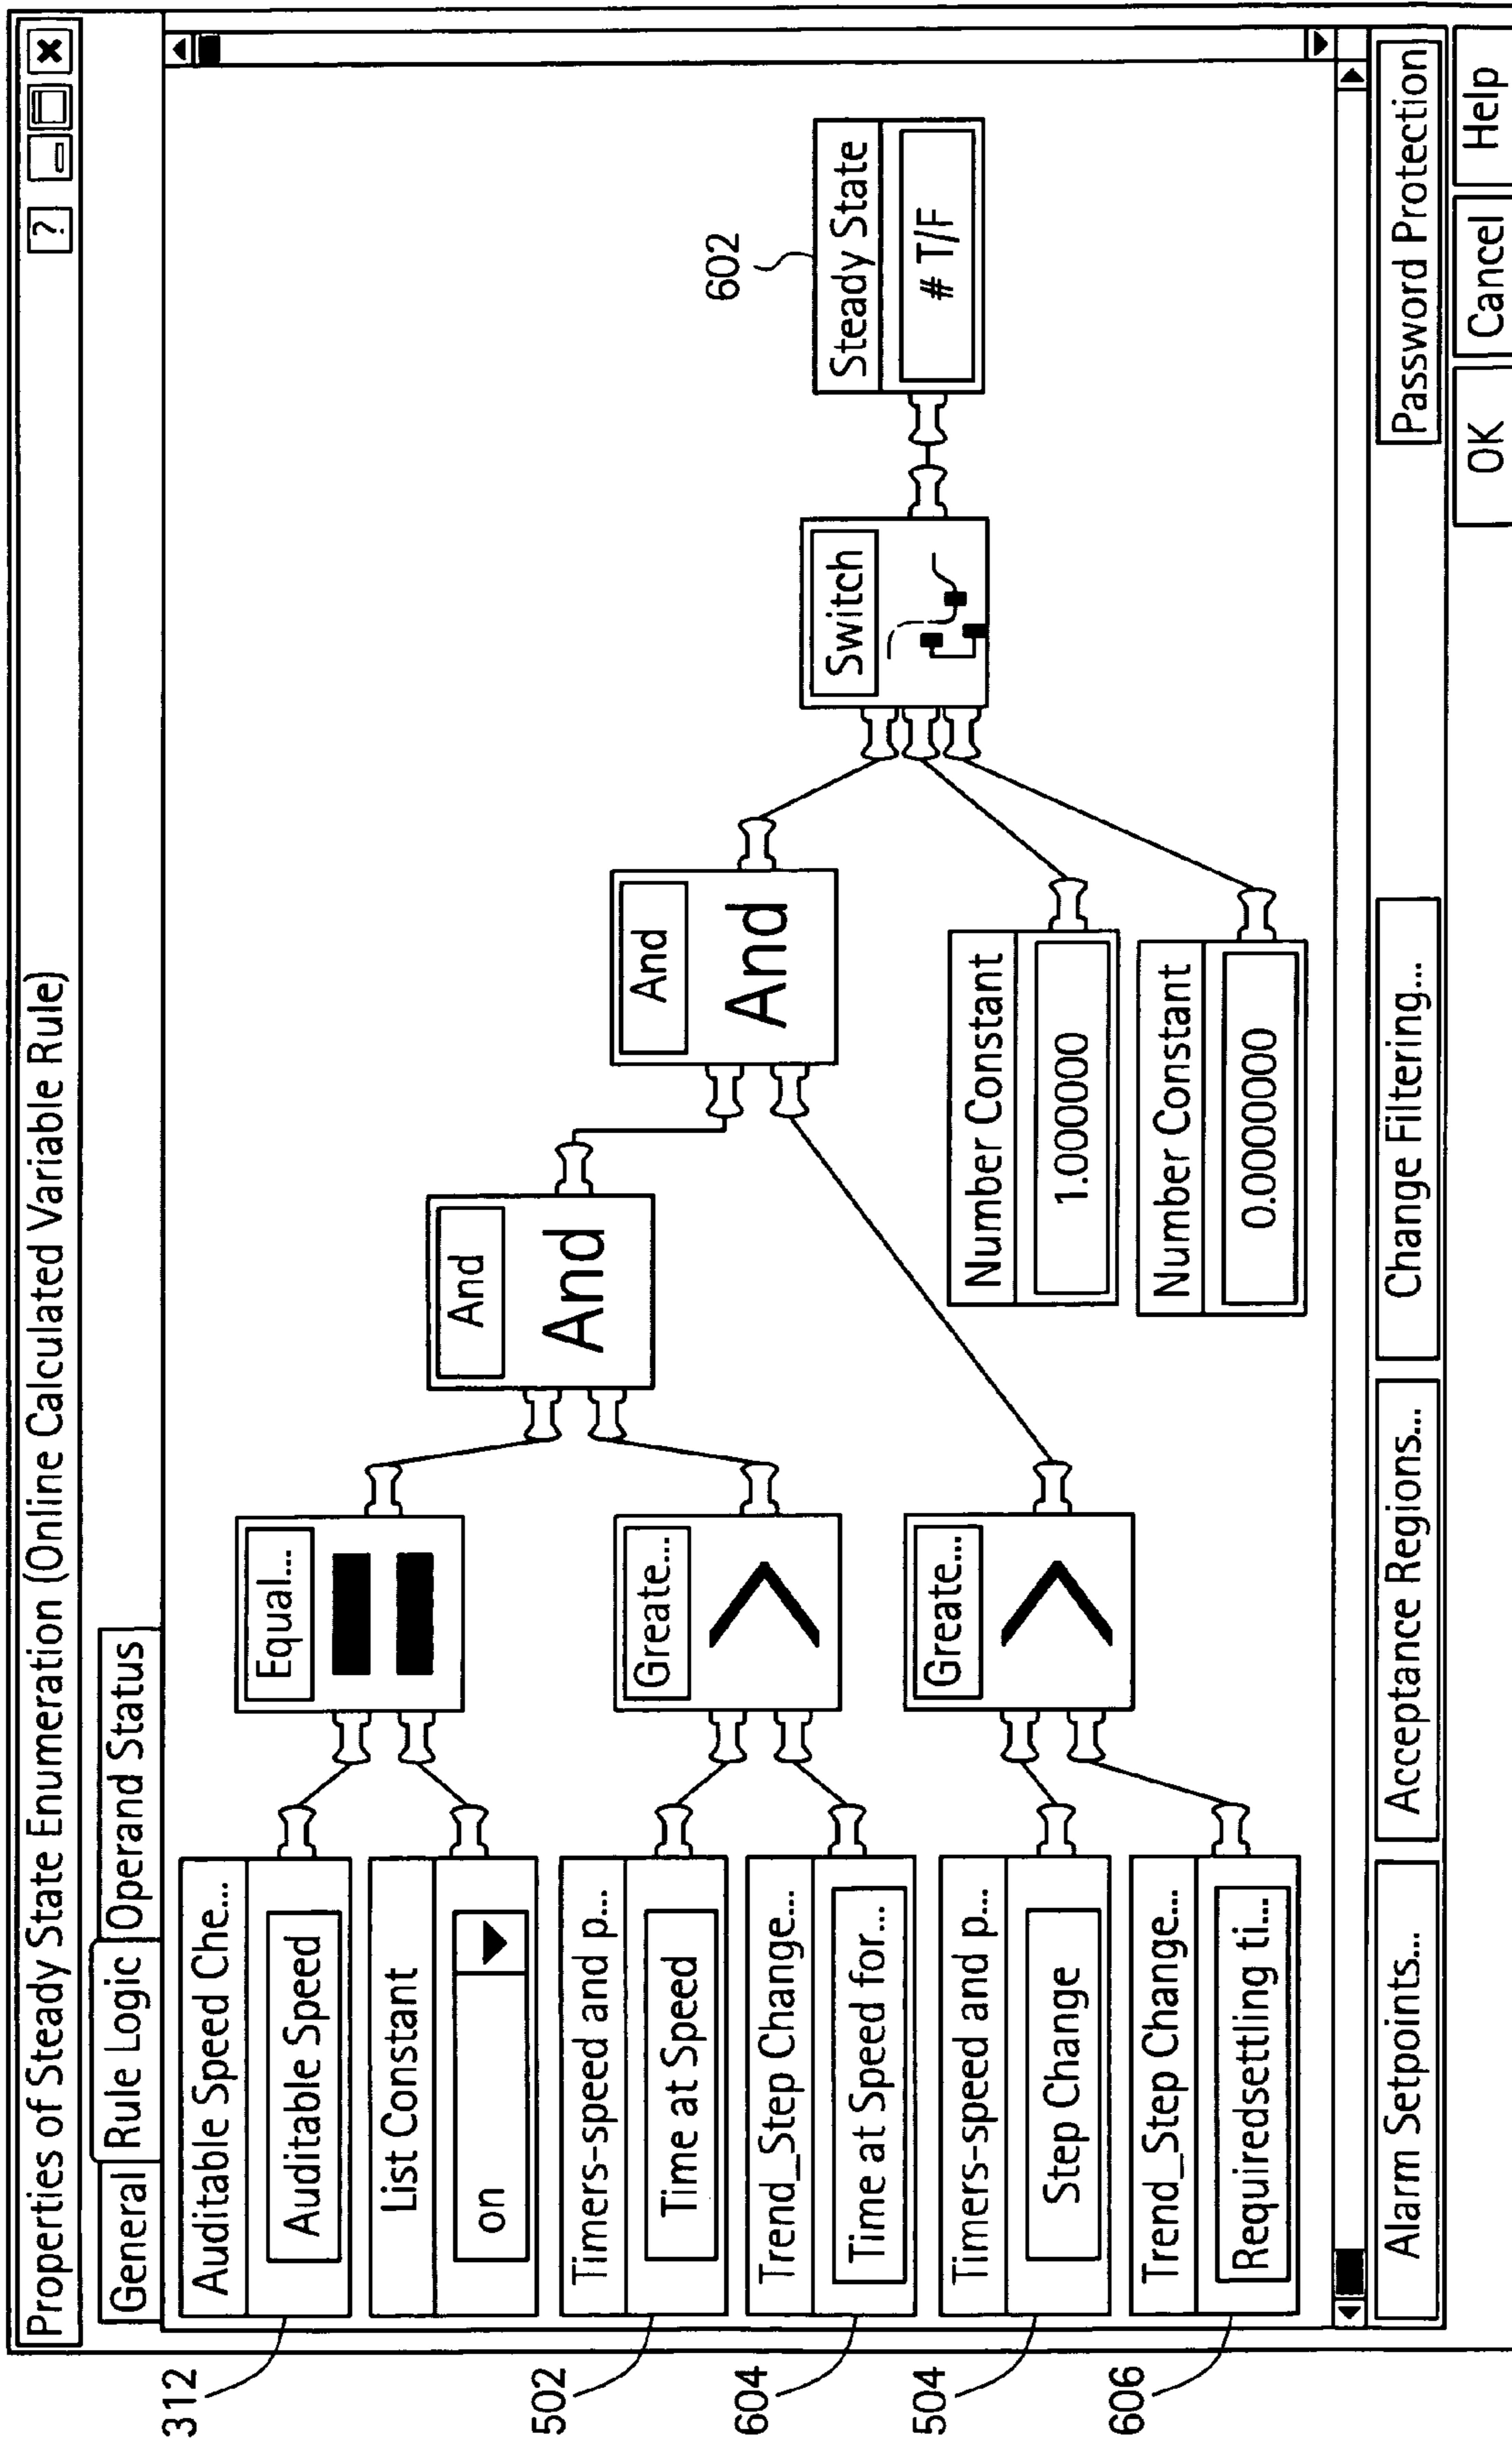 Properties of Steady State Enumeration (Online Calculated Variable Rule)
?
General
Rule Logic
Operand Status
312
Auditable Speed Che...
Auditable Speed
List Constant
on
502
Timers-speed and p...
Time at Speed
604
Trend_Step Change...
Time at Speed for...
504
Timers-speed and p...
Step Change
606
Trend_Step Change...
Requiredsettling ti...
Equal...
Greate...
Greate...
And
And
And
And
Number Constant
1.000000
Number Constant
0.0000000
Switch
602
Steady State
# T/F
Alarm Setpoints...
Acceptance Regions...
Change Filtering...
Password Protection
OK
Cancel
Help